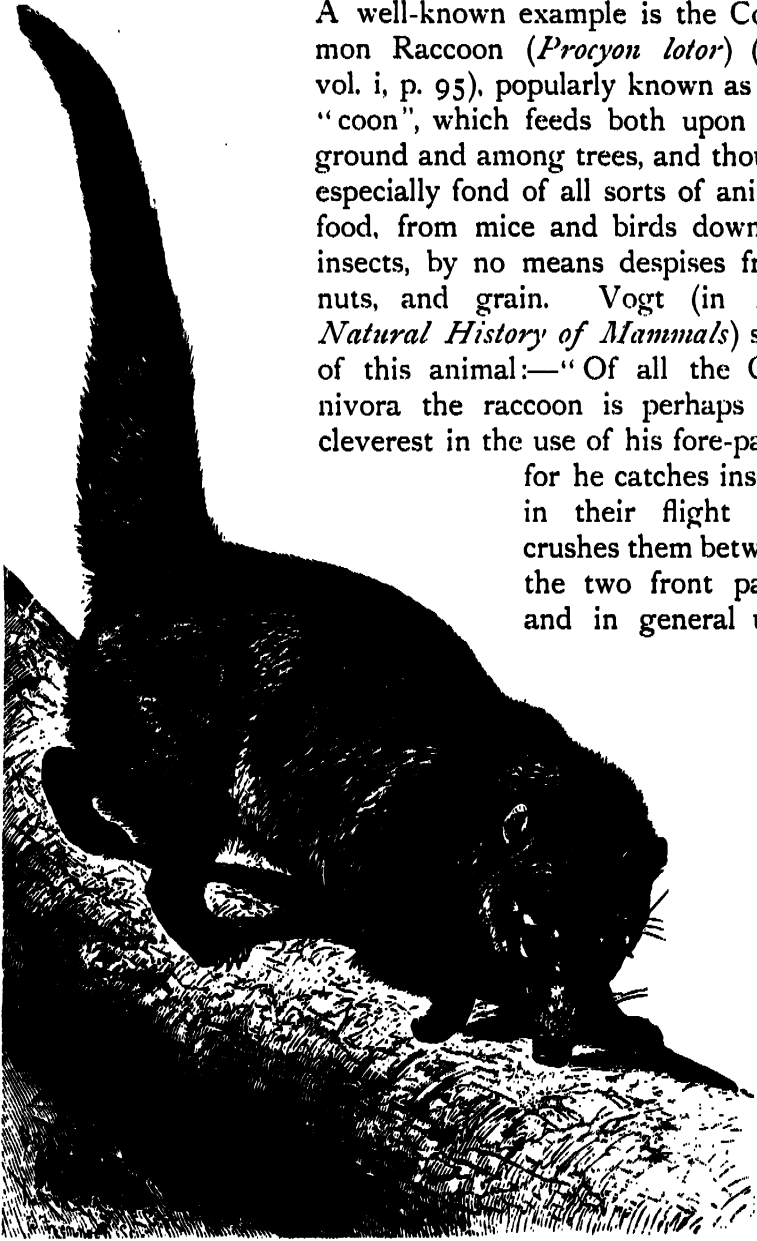 A well-known example is the Co
mon Raccoon (Procyon lotor) (
vol. i, p. 95), popularly known as
"coon", which feeds both upon
ground and among trees, and thou
especially fond of all sorts of ani
food, from mice and birds down
insects, by no means despises fr
nuts, and grain. Vogt (in
Natural History of Mammals) s
of this animal:—"Of all the C
nivora the raccoon is perhaps
cleverest in the use of his fore-pa
for he catches ins
in their flight
crushes them betw
the two front pa
and in general u